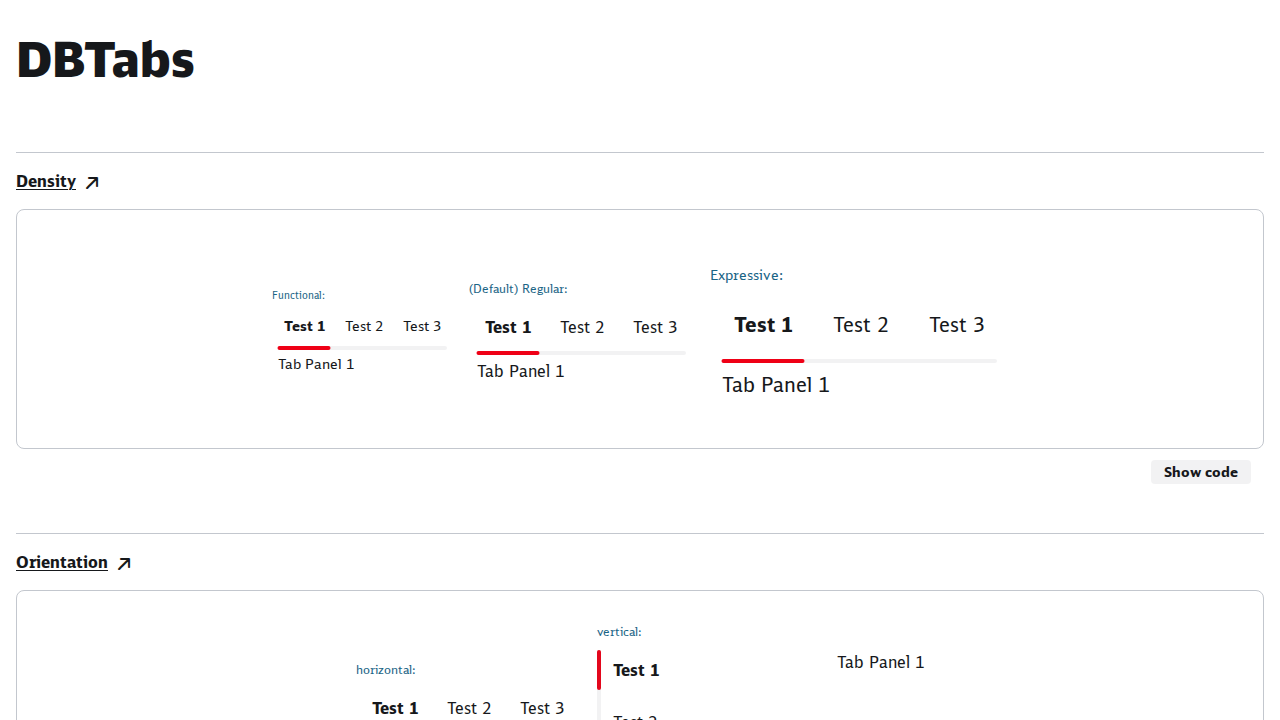 DBTabs
Density
Functional:
Test 1 Test 2 Test 3
Tab Panel 1
(Default) Regular:
Test 1 Test 2 Test 3
Tab Panel 1
Expressive:
Test 1 Test 2 Test 3
Tab Panel 1
Show code
Orientation
horizontal:
Test 1 Test 2 Test 3
vertical:
Test 1
Test 2
Tab Panel 1